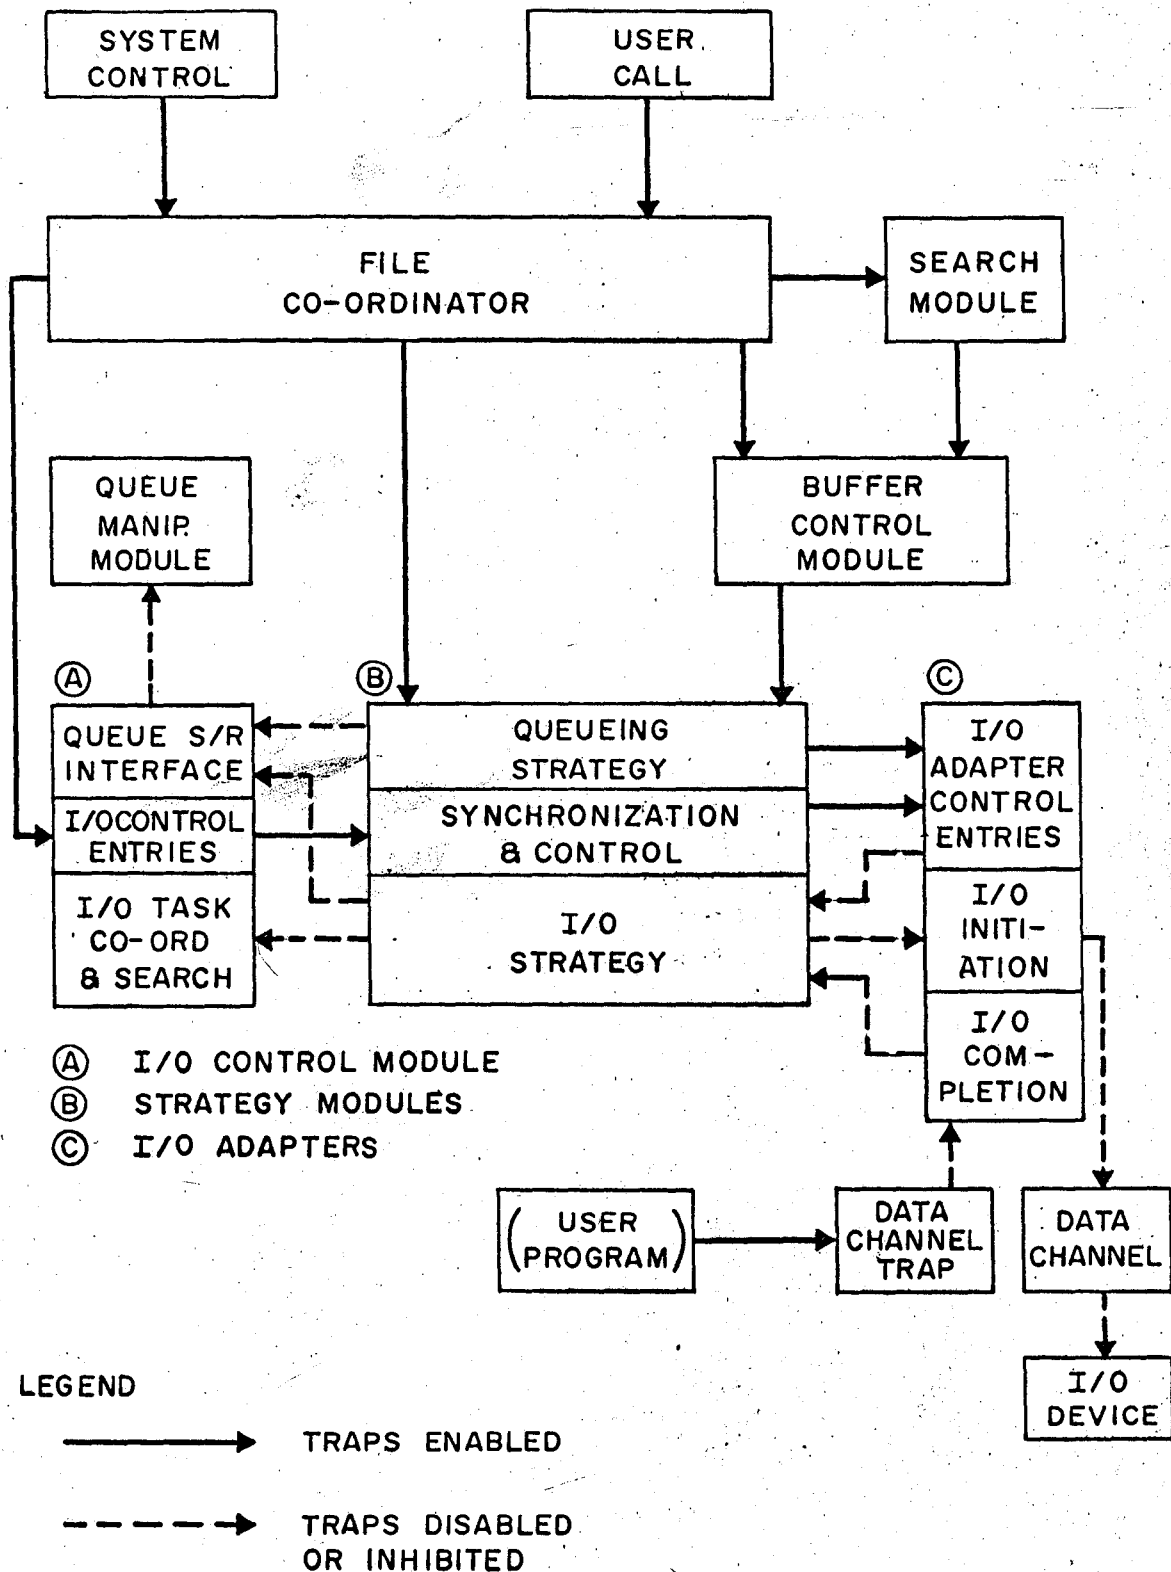 SYSTEM
CONTROL
USER
CALL
FILE
CO-ORDINATOR
SEARCH
MODULE
QUEUE
MANIP.
MODULE
BUFFER
CONTROL
MODULE
A
B
C
QUEUE S/R
INTERFACE
I/O CONTROL
ENTRIES
I/O TASK
CO-ORD
& SEARCH
QUEUEING
STRATEGY
SYNCHRONIZATION
& CONTROL
I/O
STRATEGY
I/O
ADAPTER
CONTROL
ENTRIES
I/O
INITI-
ATION
I/O
COM-
PLETION
A I/O CONTROL MODULE
B STRATEGY MODULES
C I/O ADAPTERS
(USER
PROGRAM)
DATA
CHANNEL
TRAP
DATA
CHANNEL
I/O
DEVICE
LEGEND
TRAPS ENABLED
TRAPS DISABLED
OR INHIBITED